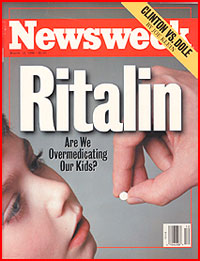 Newsweek
CLINTON VS. DOLE
Ritalin
Are We
Overmedicating
Our Kids?